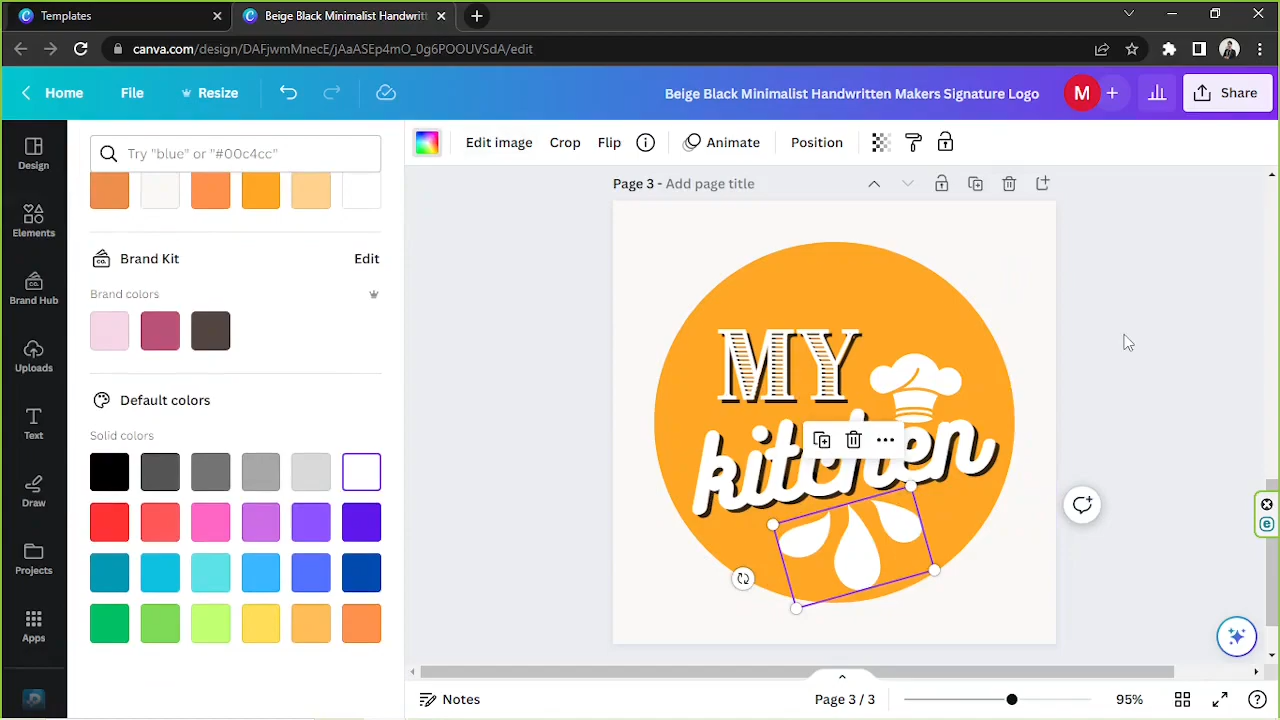 Templates
Beige Black Minimalist Handwritt
canva.com/design/DAFjwmMnecE/jAaASEp4mO_0g6POOUVSdA/edit
Home
File
Resize
Beige Black Minimalist Handwritten Makers Signature Logo
M
Share
Design
Elements
Brand Hub
Uploads
Text
Draw
Projects
Apps
Try "blue" or "#00c4cc"
Brand Kit
Edit
Brand colors
Default colors
Solid colors
Edit image
Crop
Flip
Animate
Position
Page 3 - Add page title
MY
kitchen
Notes
Page 3 / 3
95%